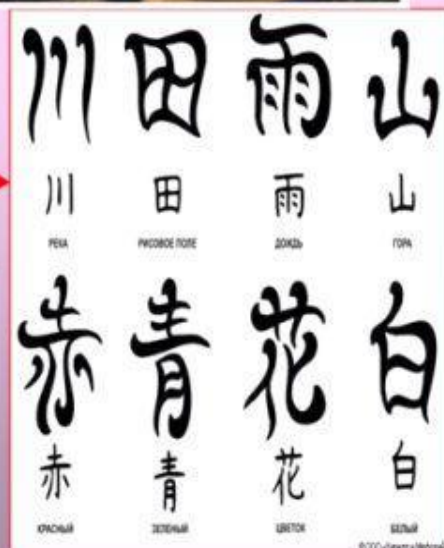 川 田 雨 山
川 田 雨 山
РЕКА РИСОВОЕ ПОЛЕ ДОЖДЬ ГОРА
赤 青 花 白
赤 青 花 白
КРАСНЫЙ ЗЕЛЕНЫЙ ЦВЕТОК БЕЛЫЙ